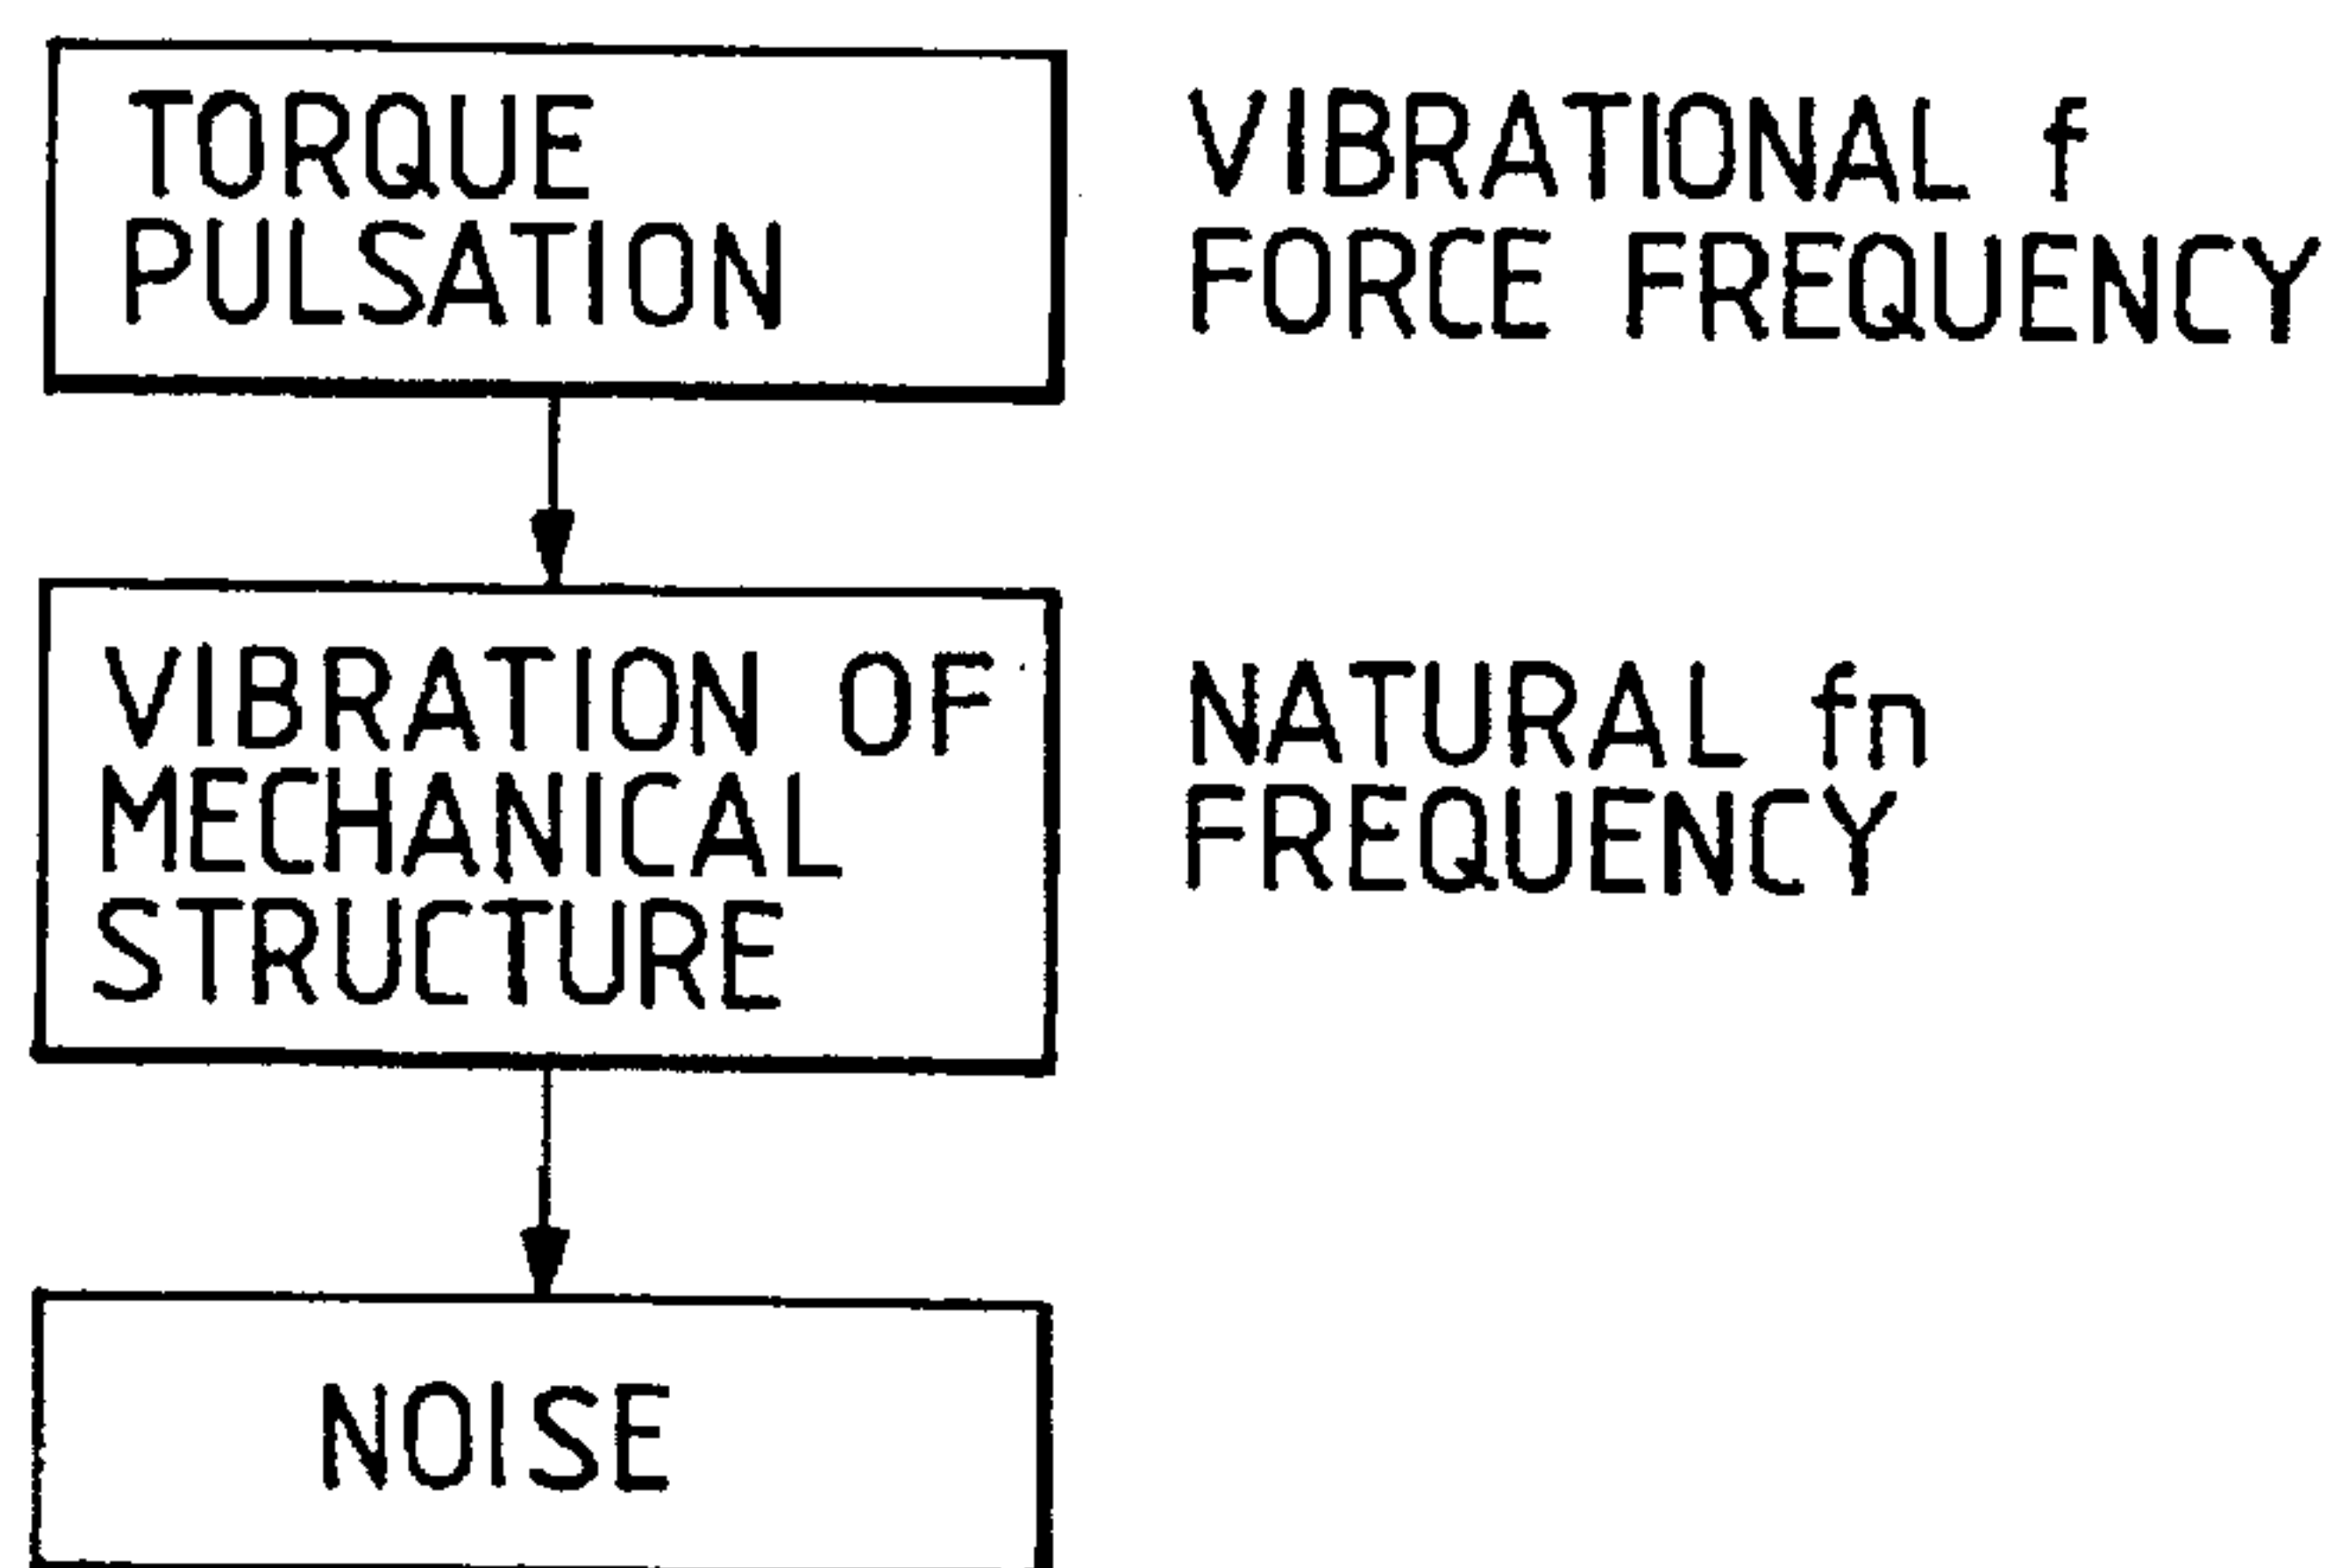 TORQUE
PULSATION
VIBRATIONAL f
FORCE FREQUENCY
VIBRATION OF
MECHANICAL
STRUCTURE
NATURAL fn
FREQUENCY
NOISE